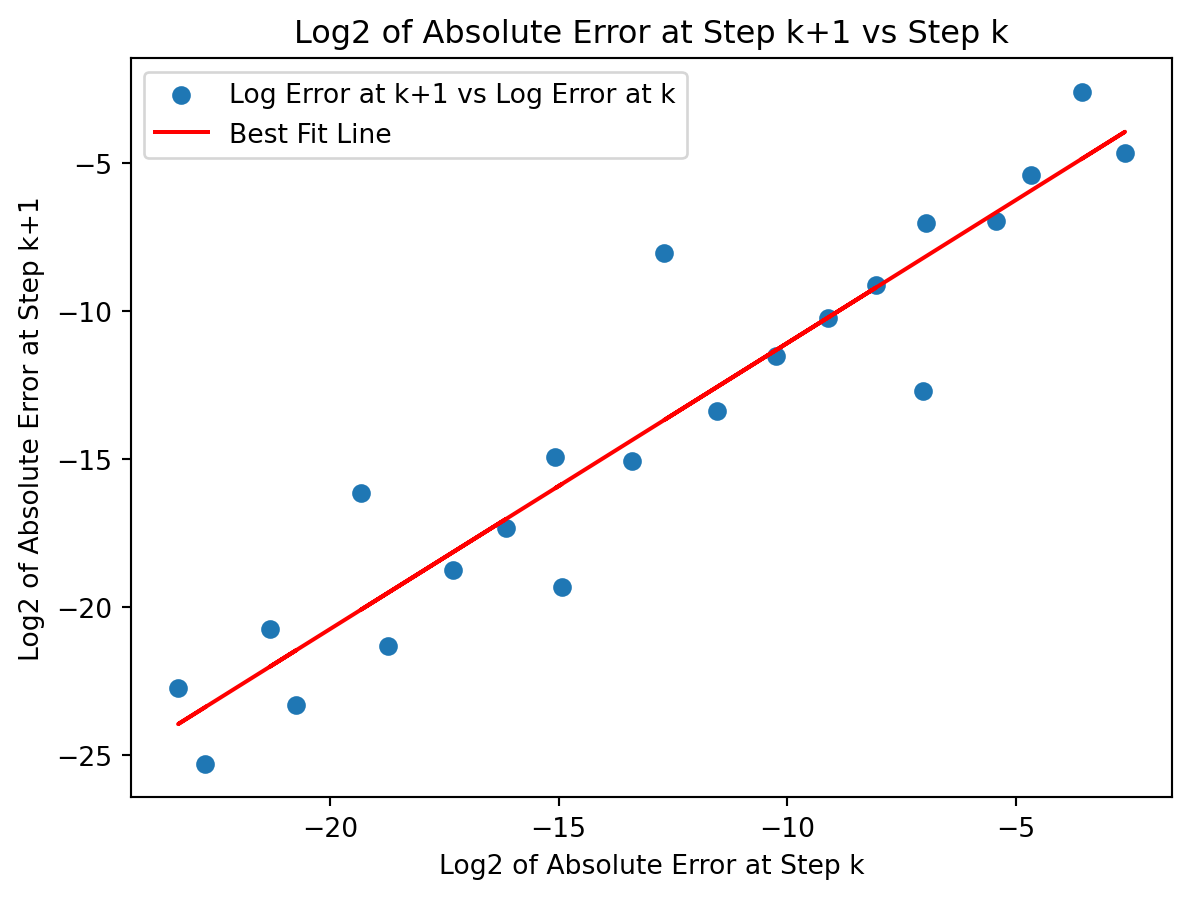 Log2 of Absolute Error at Step k+1 vs Step k
Log Error at k+1 vs Log Error at k
Best Fit Line
Log2 of Absolute Error at Step k+1
−5
−10
−15
−20
−25
−20
−15
−10
−5
Log2 of Absolute Error at Step k